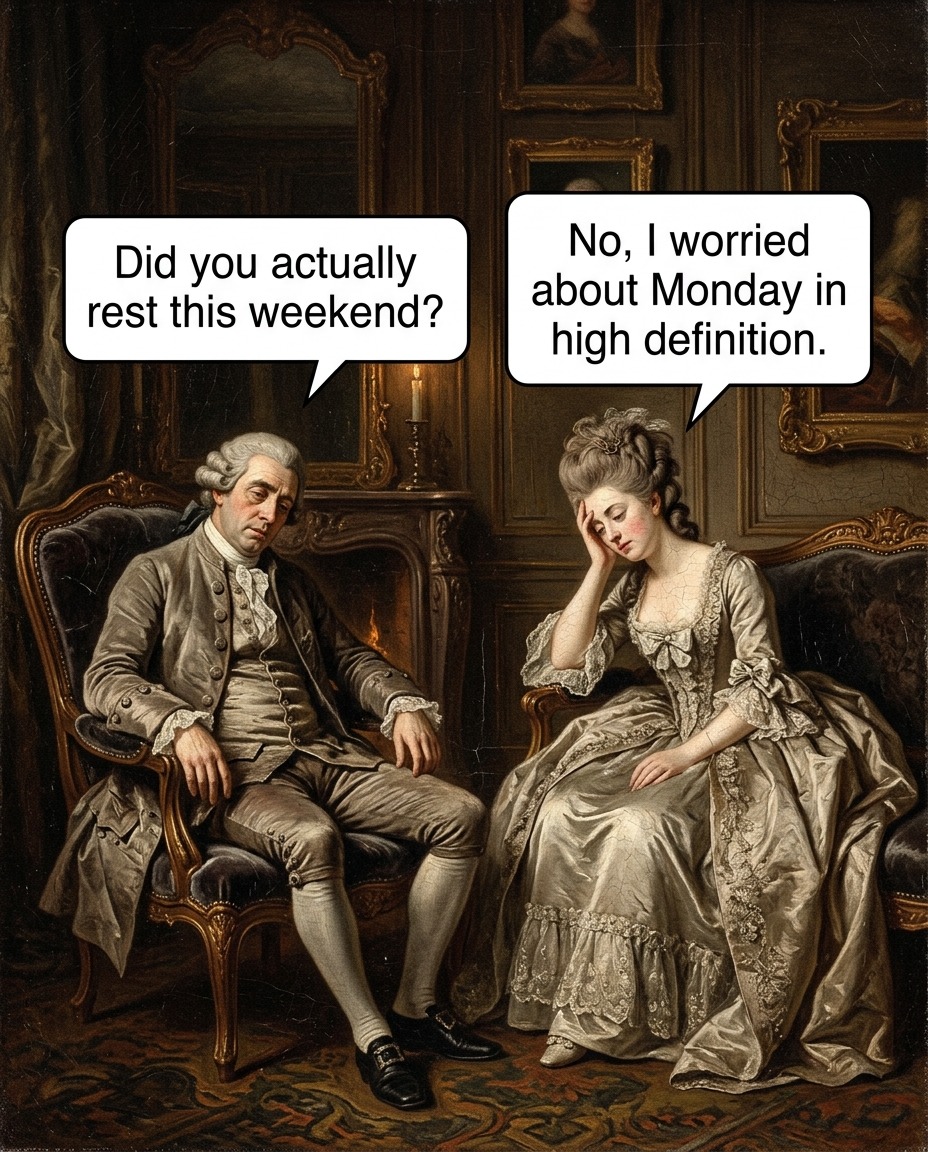 Did you actually
rest this weekend?
No, I worried
about Monday in
high definition.